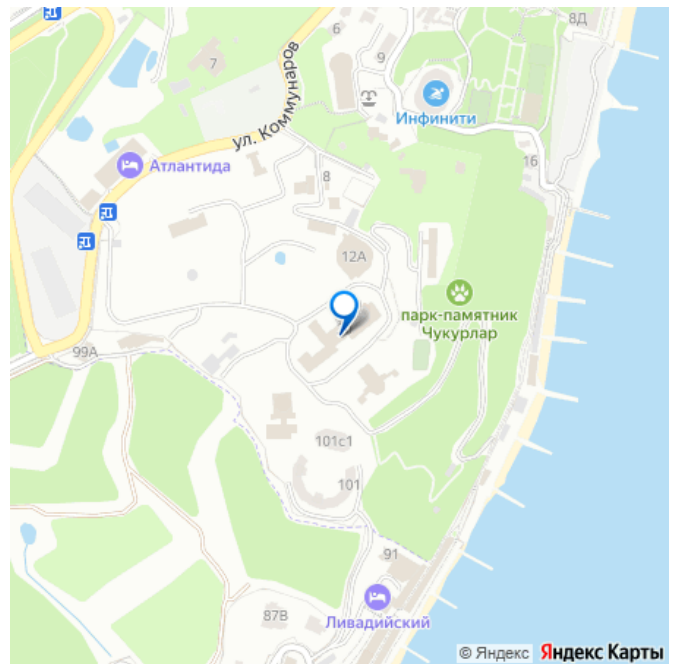 8Д
6
9
7
ул. Коммунаров
Инфинити
16
Атлантида
8
12А
парк-памятник
Чукурлар
99А
101с1
101
91
87В
Ливадийский
© Яндекс Яндекс Карты